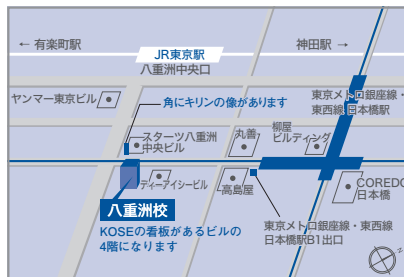 ← 有楽町駅
神田駅 →
JR東京駅
八重洲中央口
ヤンマー東京ビル
角にキリンの像があります
東京メトロ銀座線・
東西線 日本橋駅
スターツ八重洲
中央ビル
丸善
柳屋
ビルディング
ディーアイシービル
高島屋
COREDO
日本橋
八重洲校
KOSEの看板があるビルの
4階になります
東京メトロ銀座線・東西線
日本橋駅B1出口
N